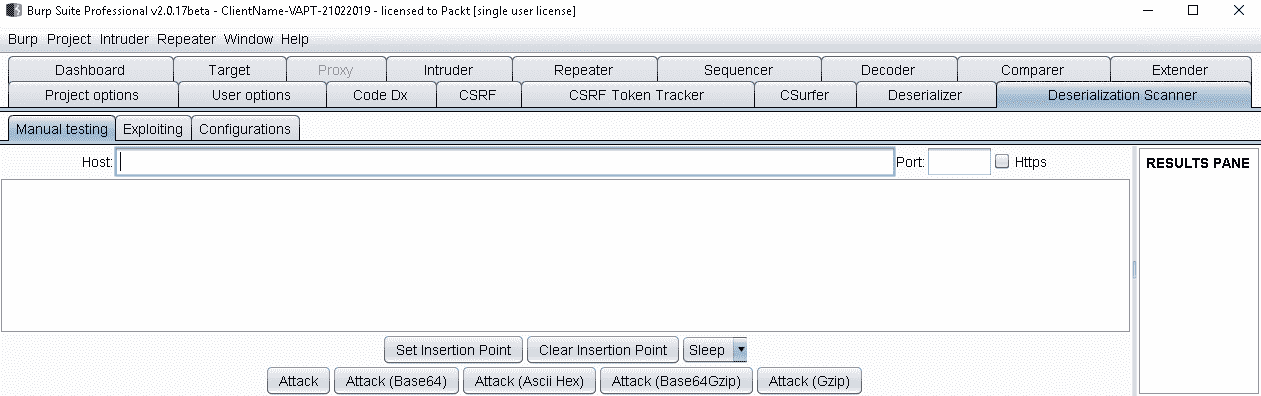 Burp Suite Professional v2.0.17beta - ClientName-VAPT-21022019 - licensed to Packt [single user license]
Burp Project Intruder Repeater Window Help
Dashboard Target Proxy Intruder Repeater Sequencer Decoder Comparer Extender
Project options User options Code Dx CSRF CSRF Token Tracker CSurfer Deserializer Deserialization Scanner
Manual testing Exploiting Configurations
Host: Port: Https RESULTS PANE
Set Insertion Point Clear Insertion Point Sleep
Attack Attack (Base64) Attack (Ascii Hex) Attack (Base64Gzip) Attack (Gzip)